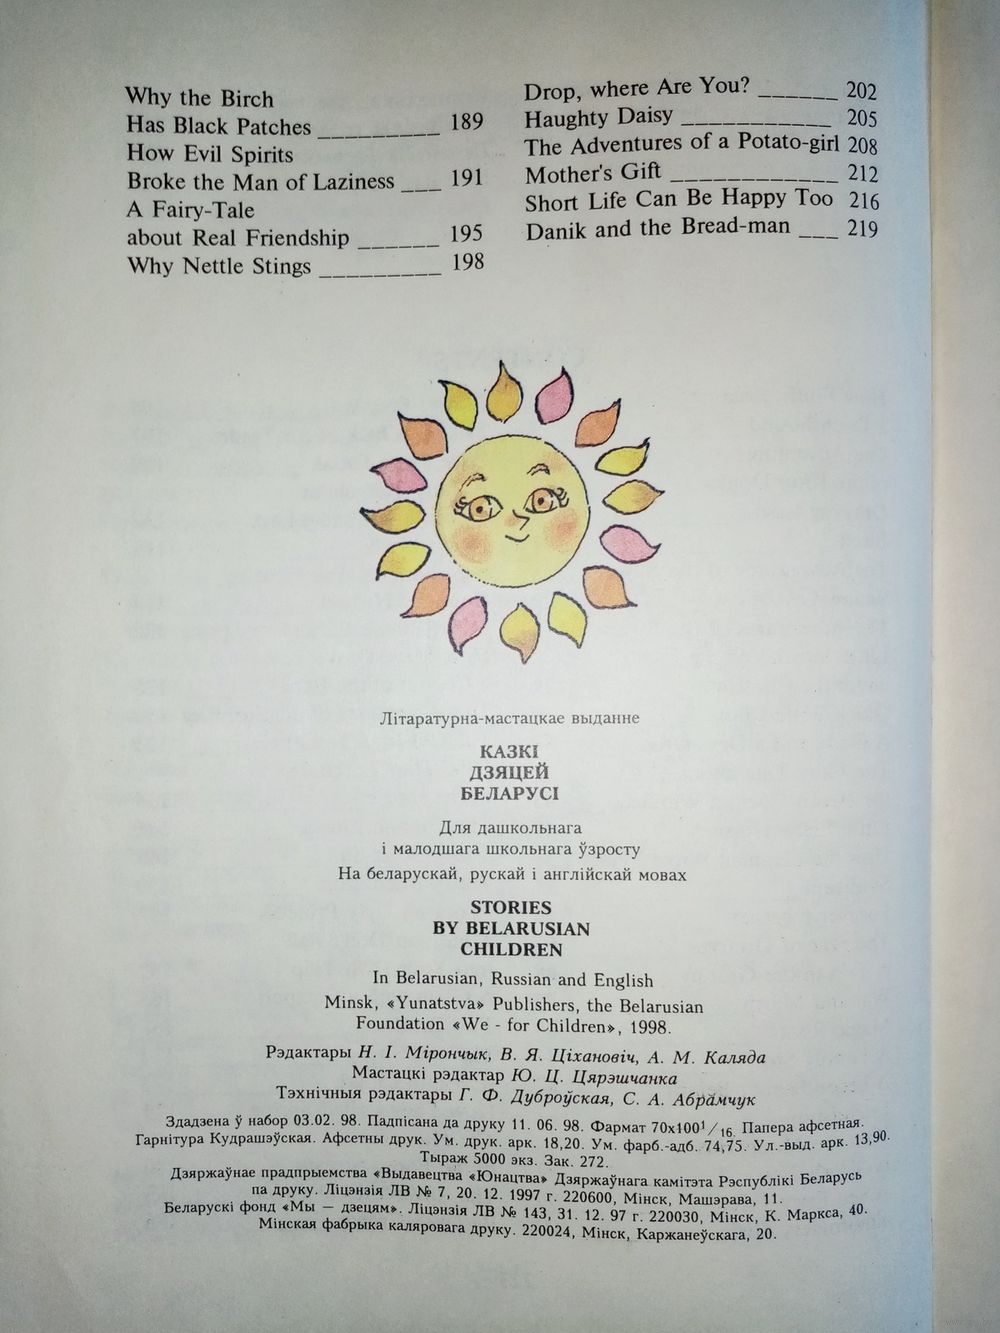 Why the Birch
Has Black Patches __________ 189
How Evil Spirits
Broke the Man of Laziness ___ 191
A Fairy-Tale
about Real Friendship ______ 195
Why Nettle Stings _________ 198
Drop, where Are You? ______ 202
Haughty Daisy ____________ 205
The Adventures of a Potato-girl 208
Mother's Gift _____________ 212
Short Life Can Be Happy Too 216
Danik and the Bread-man ___ 219
Літаратурна-мастацкае выданне
КАЗКІ
ДЗЯЦЕЙ
БЕЛАРУСІ
Для дашкольнага
і малодшага школьнага ўзросту
На беларускай, рускай і англійскай мовах
STORIES
BY BELARUSIAN
CHILDREN
In Belarusian, Russian and English
Minsk, «Yunatstva» Publishers, the Belarusian
Foundation «We - for Children», 1998.
Рэдактары Н. І. Мірончык, В. Я. Ціхановіч, А. М. Каляда
Мастацкі рэдактар Ю. Ц. Цярэшчанка
Тэхнічныя рэдактары Г. Ф. Дуброўская, С. А. Абрамчук
Здадзена ў набор 03.02. 98. Падпісана да друку 11. 06. 98. Фармат 70х100¹/₁₆. Папера афсетная.
Гарнітура Кудрашэўская. Афсетны друк. Ум. друк. арк. 18,20. Ум. фарб.-адб. 74,75. Ул.-выд. арк. 13,90.
Тыраж 5000 экз. Зак. 272.
Дзяржаўнае прадпрыемства «Выдавецтва «Юнацтва» Дзяржаўнага камітэта Рэспублікі Беларусь
па друку. Ліцэнзія ЛВ № 7, 20. 12. 1997 г. 220600, Мінск, Машэрава, 11.
Беларускі фонд «Мы — дзецям». Ліцэнзія ЛВ № 143, 31. 12. 97 г. 220030, Мінск, К. Маркса, 40.
Мінская фабрыка каляровага друку. 220024, Мінск, Каржанеўскага, 20.